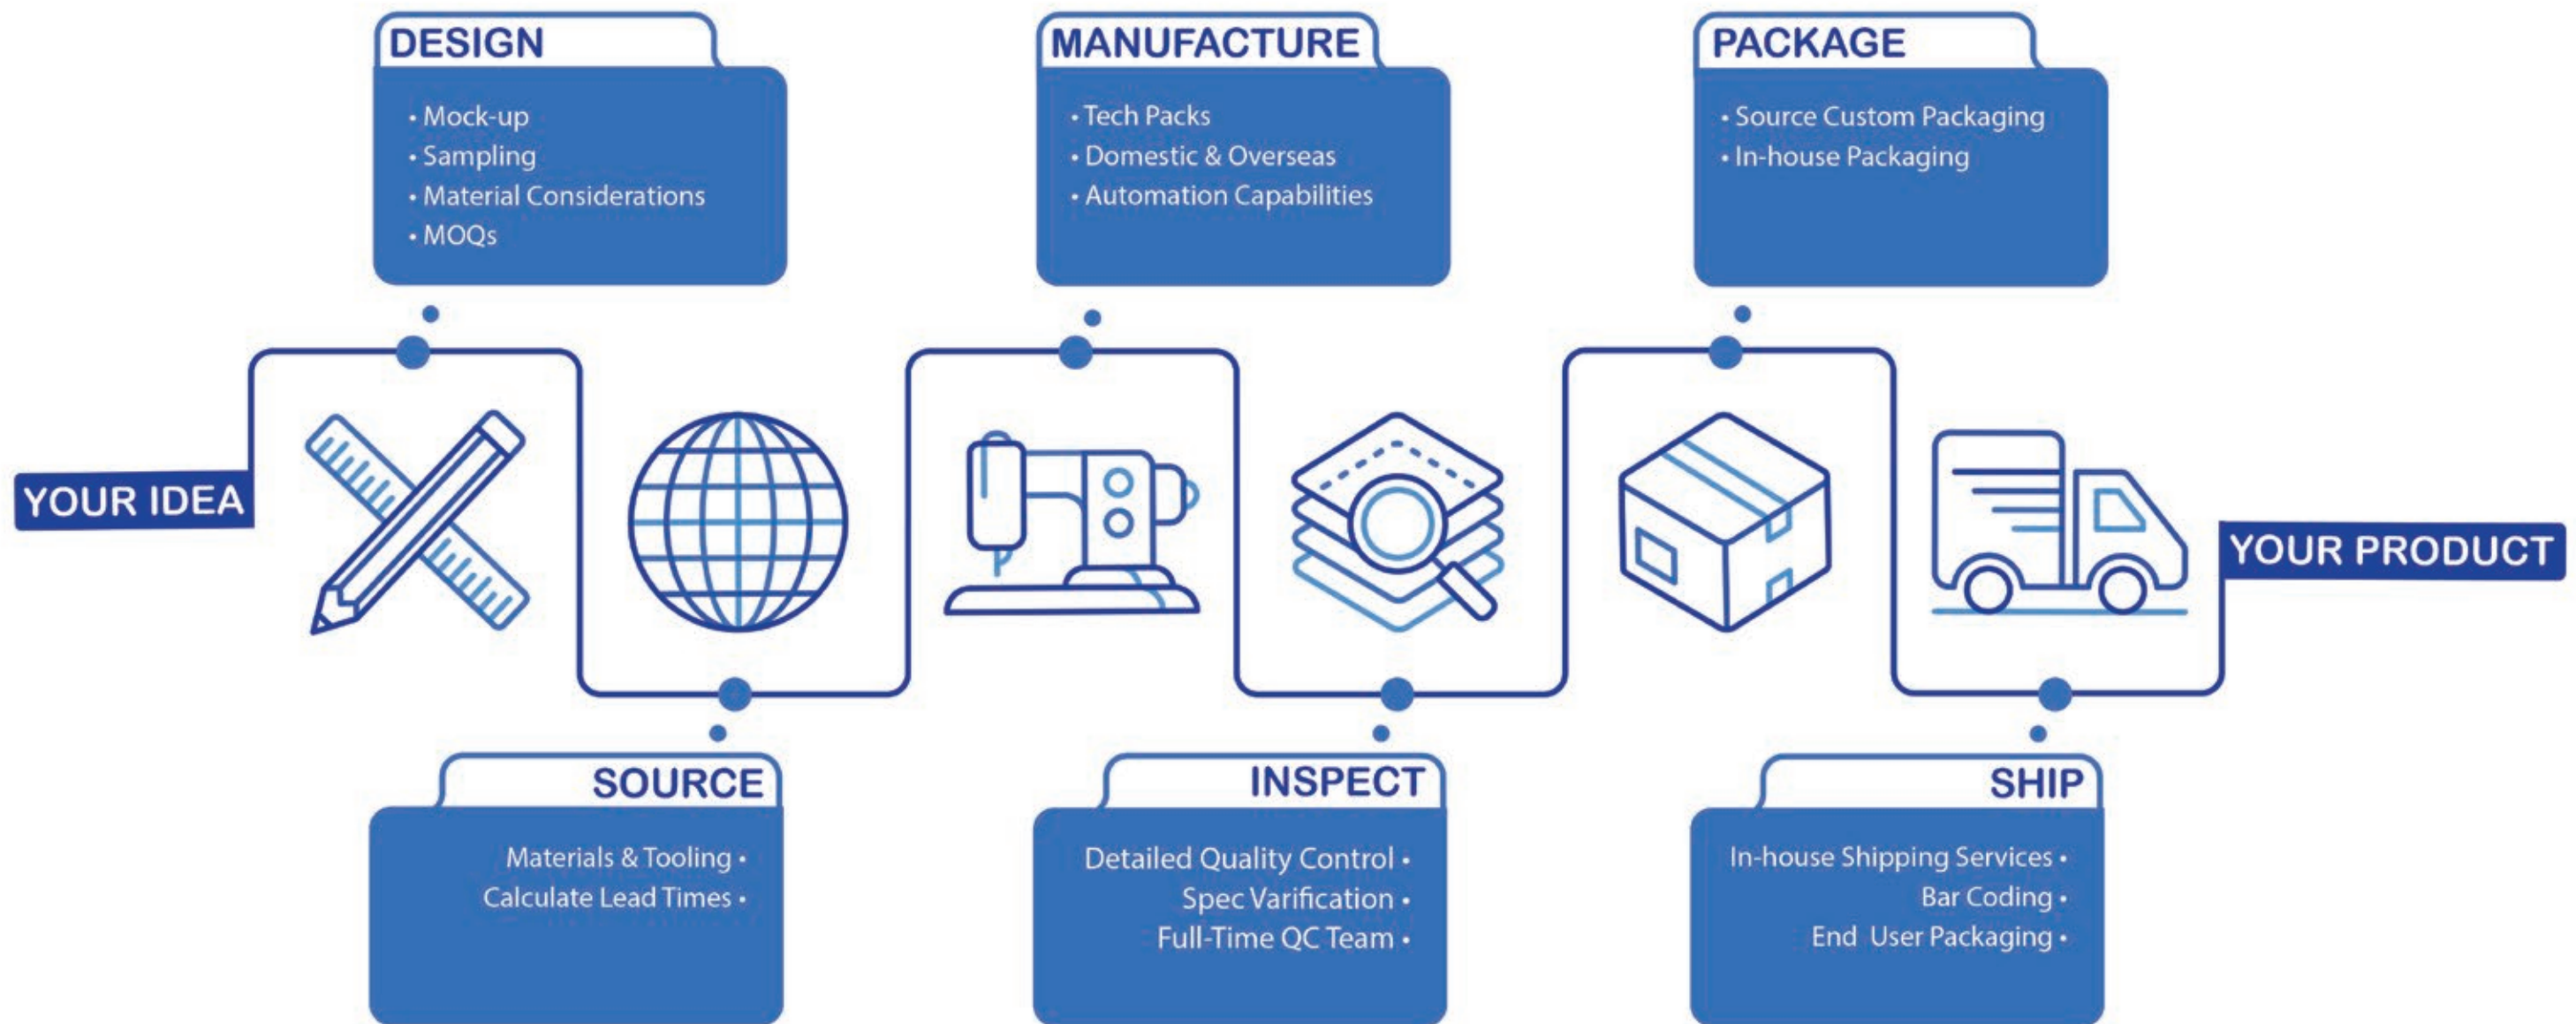 YOUR IDEA
DESIGN
• Mock-up
• Sampling
• Material Considerations
• MOQs
SOURCE
Materials & Tooling •
Calculate Lead Times •
MANUFACTURE
• Tech Packs
• Domestic & Overseas
• Automation Capabilities
INSPECT
Detailed Quality Control •
Spec Varification •
Full-Time QC Team •
PACKAGE
• Source Custom Packaging
• In-house Packaging
SHIP
In-house Shipping Services •
Bar Coding •
End User Packaging •
YOUR PRODUCT